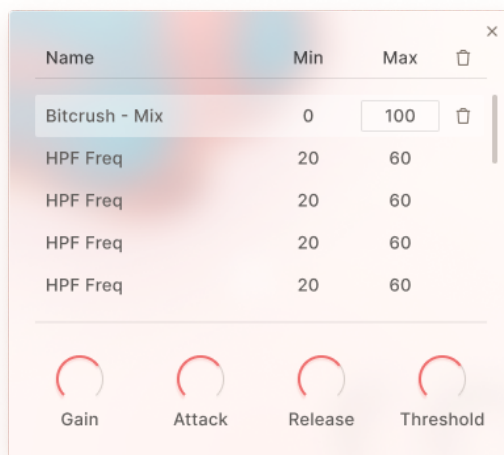 Name Min Max
Bitcrush - Mix 0 100
HPF Freq 20 60
HPF Freq 20 60
HPF Freq 20 60
HPF Freq 20 60
Gain Attack Release Threshold